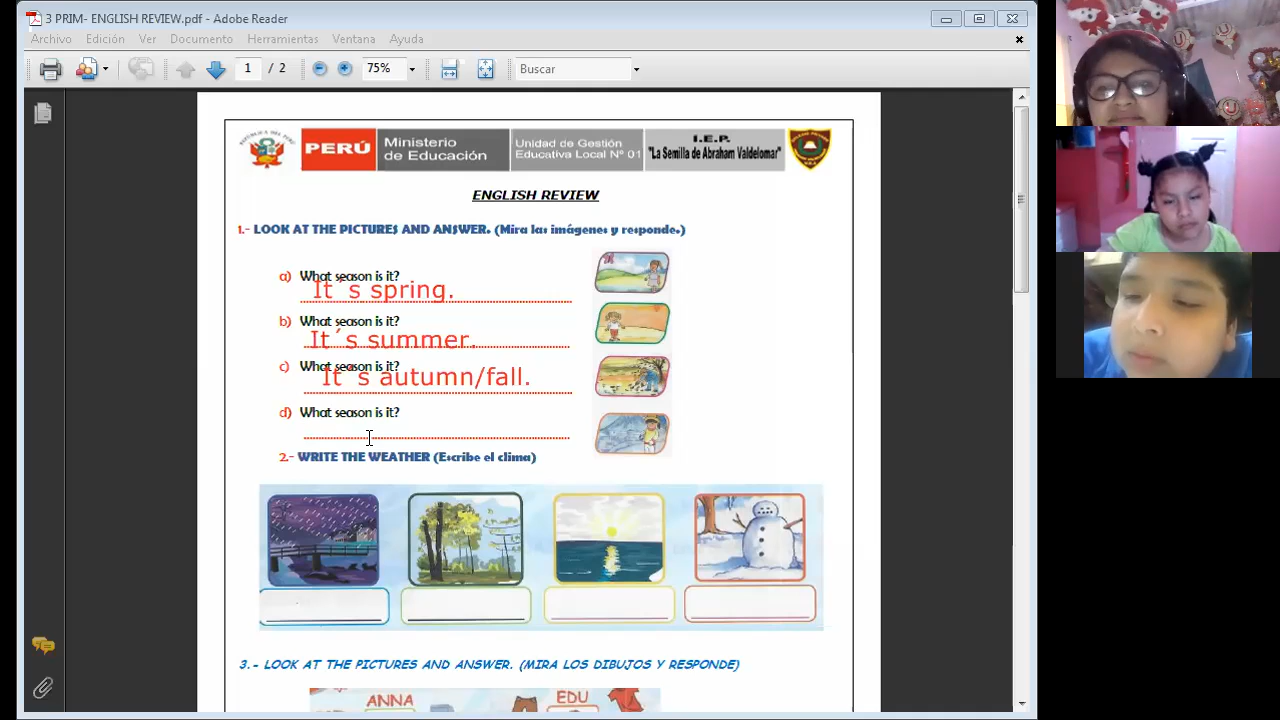 3 PRIM- ENGLISH REVIEW.pdf - Adobe Reader
Archivo Edición Ver Documento Herramientas Ventana Ayuda
1 / 2 75% Buscar
PERÚ Ministerio de Educación
Unidad de Gestión Educativa Local Nº 01
I.E.P. "La Semilla de Abraham Valdelomar"
ENGLISH REVIEW
1.- LOOK AT THE PICTURES AND ANSWER. (Mira las imágenes y responde.)
a) What season is it?
It´s spring.
b) What season is it?
It´s summer.
c) What season is it?
It´s autumn/fall.
d) What season is it?
2.- WRITE THE WEATHER (Escribe el clima)
3.- LOOK AT THE PICTURES AND ANSWER. (MIRA LOS DIBUJOS Y RESPONDE)
ANNA EDU